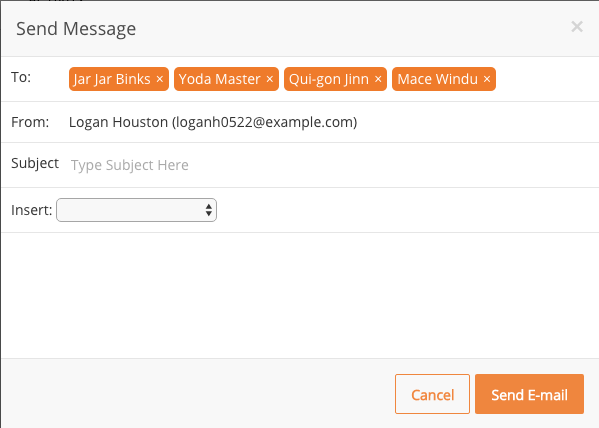 Send Message ×
To: Jar Jar Binks × Yoda Master × Qui-gon Jinn × Mace Windu ×
From: Logan Houston (loganh0522@example.com)
Subject Type Subject Here
Insert:
Cancel Send E-mail